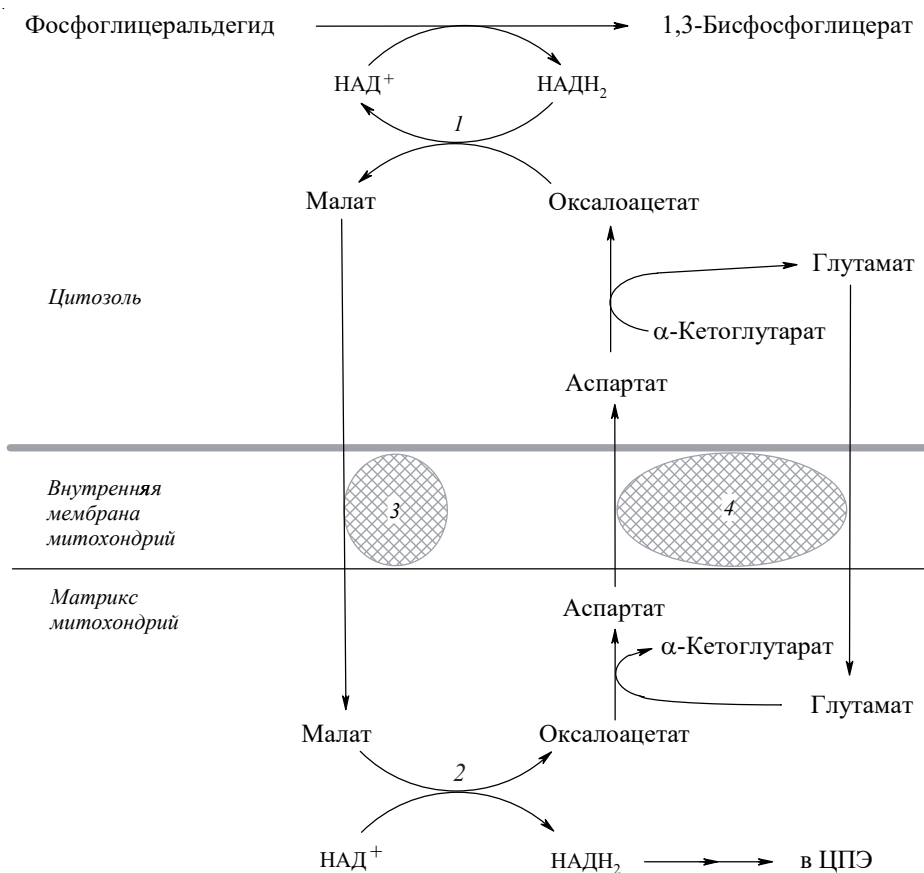 Фосфоглицеральдегид 1,3-Бисфосфоглицерат
НАД+ НАДН2
1
Малат Оксалоацетат
Глутамат
Цитозоль
α-Кетоглутарат
Аспартат
Внутренняя
мембрана
митохондрий
3 4
Матрикс
митохондрий
Аспартат
α-Кетоглутарат
Глутамат
Малат Оксалоацетат
2
НАД+ НАДН2 в ЦПЭ